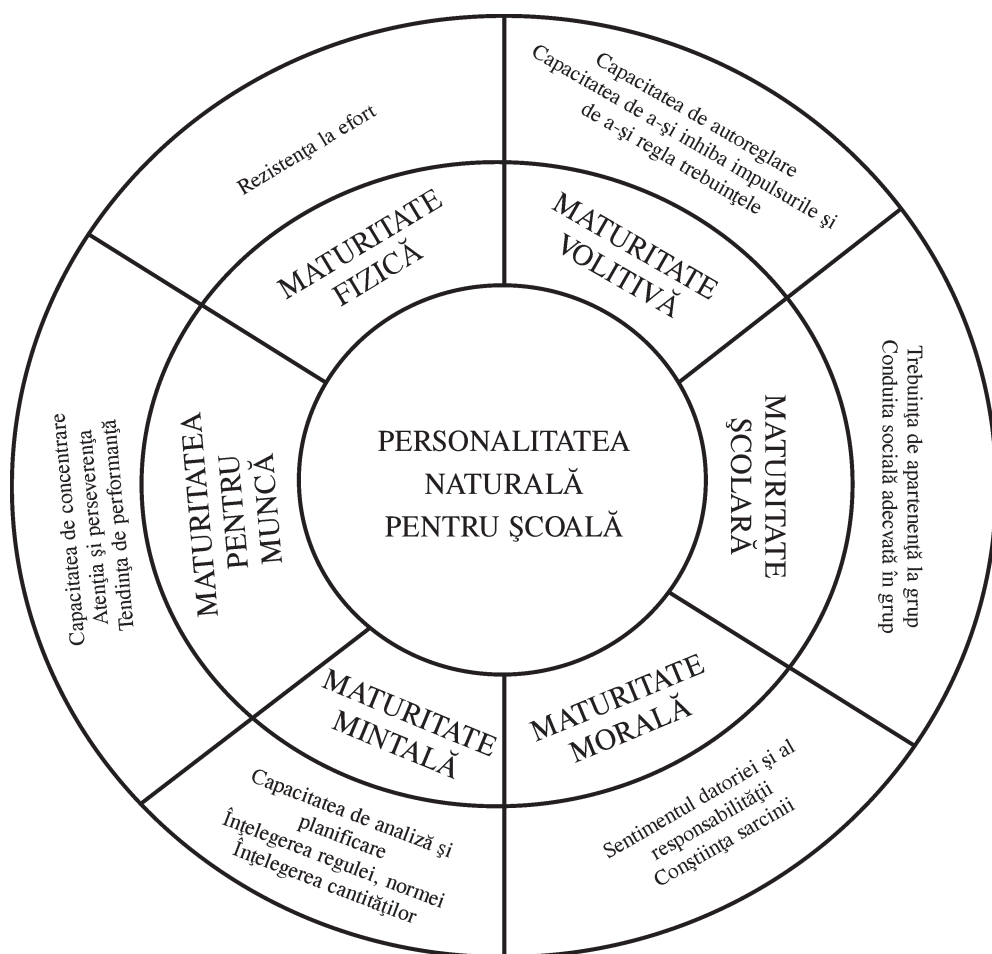 Rezistenţa la efort
Capacitatea de autoreglare
Capacitatea de a-şi inhiba impulsurile şi
de a-şi regla trebuinţele
MATURITATE
FIZICĂ
MATURITATE
VOLITIVĂ
Capacitatea de concentrare
Atenţia şi perseverenţa
Tendinţa de performanţă
MATURITATEA
PENTRU
MUNCĂ
PERSONALITATEA
NATURALĂ
PENTRU ŞCOALĂ
MATURITATE
ŞCOLARĂ
Trebuinţa de apartenenţă la grup
Conduita socială adecvată în grup
MATURITATE
MINTALĂ
MATURITATE
MORALĂ
Capacitatea de analiză şi
planificare
Înţelegerea regulei, normei
Înţelegerea cantităţilor
Sentimentul datoriei şi al
responsabilităţii
Conştiinţa sarcinii